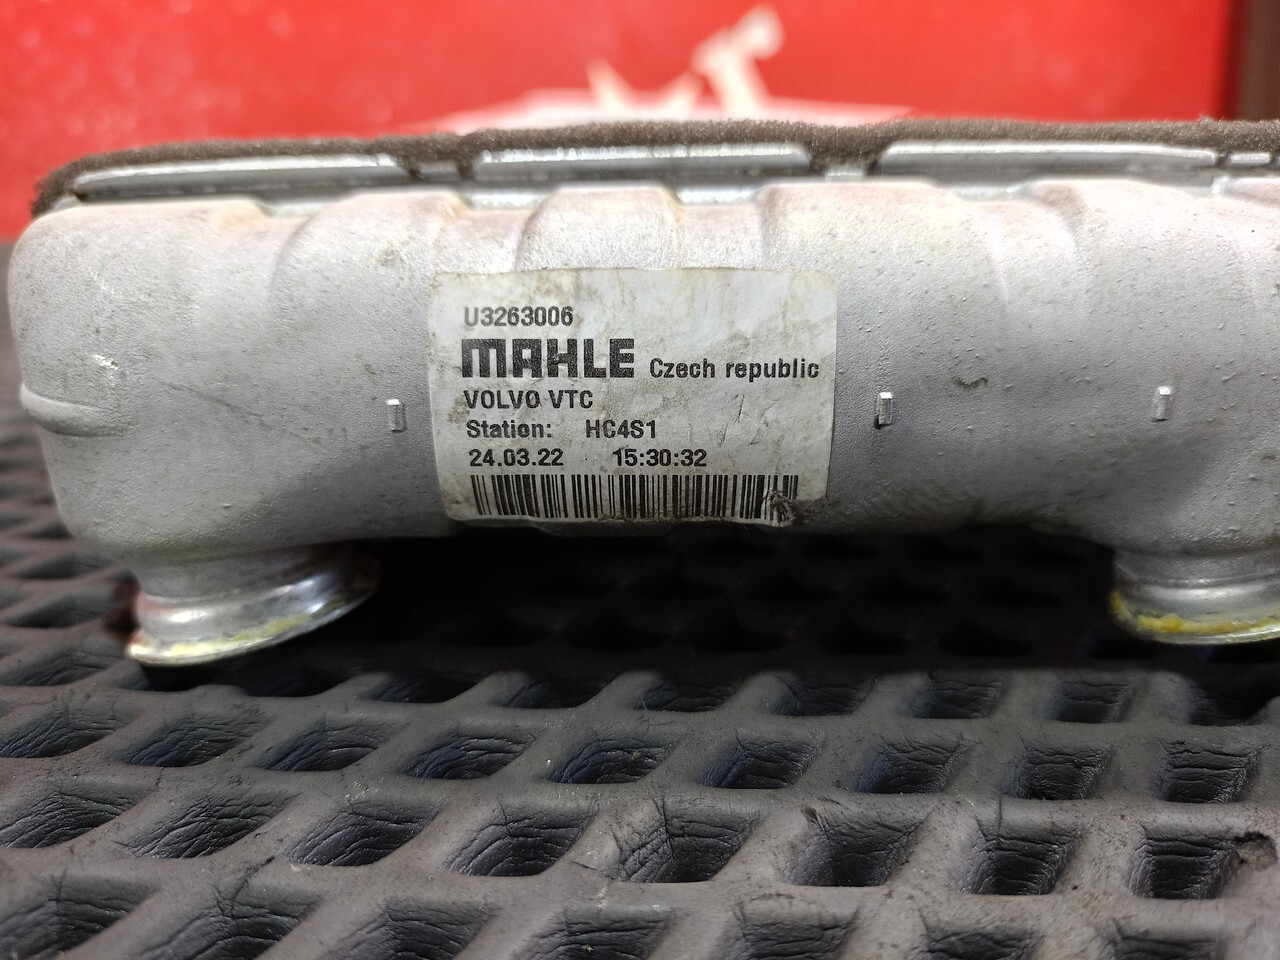 U3263006
MAHLE Czech republic
VOLVO VTC
Station: HC4S1
24.03.22 15:30:32